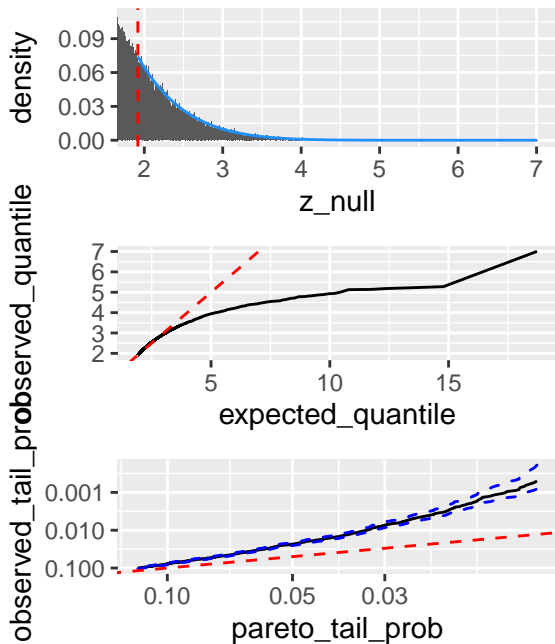 density
0.09
0.06
0.03
0.00
2 3 4 5 6 7
z_null
observed_quantile
7
6
5
4
3
2
5 10 15
expected_quantile
observed_tail_prob
0.001
0.010
0.100
0.10 0.05 0.03
pareto_tail_prob